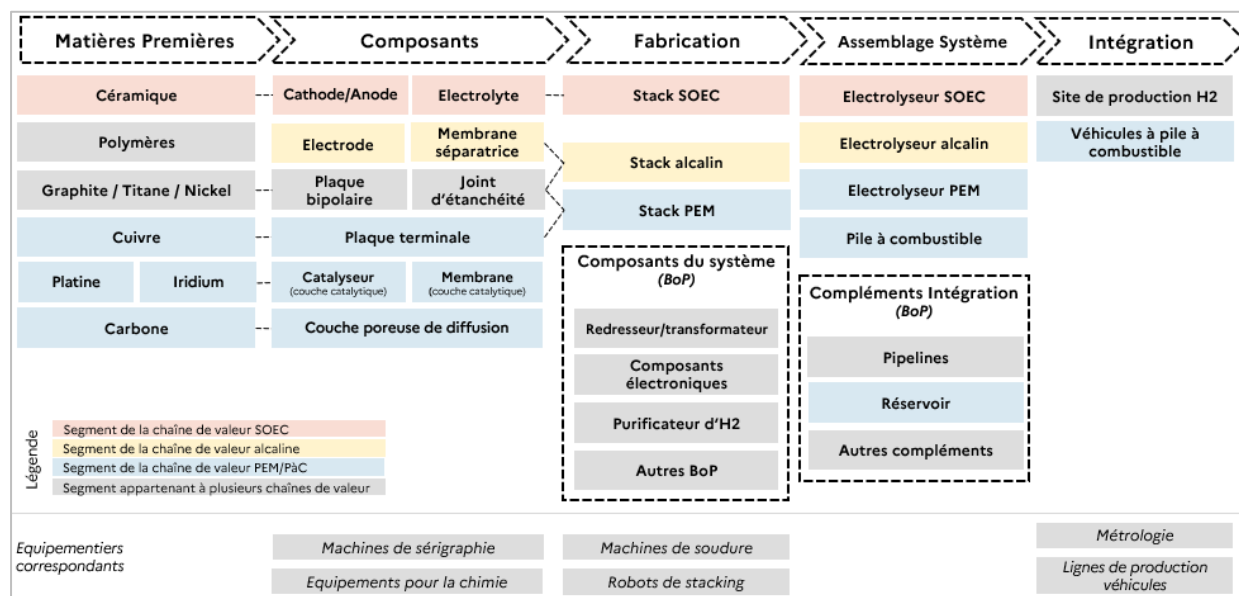 Matières Premières
Composants
Fabrication
Assemblage Système
Intégration
Céramique
Cathode/Anode
Electrolyte
Stack SOEC
Electrolyseur SOEC
Site de production H2
Polymères
Electrode
Membrane
séparatrice
Stack alcalin
Electrolyseur alcalin
Véhicules à pile à
combustible
Graphite / Titane / Nickel
Plaque
bipolaire
Joint
d'étanchéité
Stack PEM
Electrolyseur PEM
Cuivre
Plaque terminale
Pile à combustible
Platine
Iridium
Catalyseur
(couche catalytique)
Membrane
(couche catalytique)
Carbone
Couche poreuse de diffusion
Composants du système
(BoP)
Redresseur/transformateur
Composants
électroniques
Purificateur d'H2
Autres BoP
Compléments Intégration
(BoP)
Pipelines
Réservoir
Autres compléments
Légende
Segment de la chaîne de valeur SOEC
Segment de la chaîne de valeur alcaline
Segment de la chaîne de valeur PEM/PàC
Segment appartenant à plusieurs chaînes de valeur
Equipementiers
correspondants
Machines de sérigraphie
Equipements pour la chimie
Machines de soudure
Robots de stacking
Métrologie
Lignes de production
véhicules